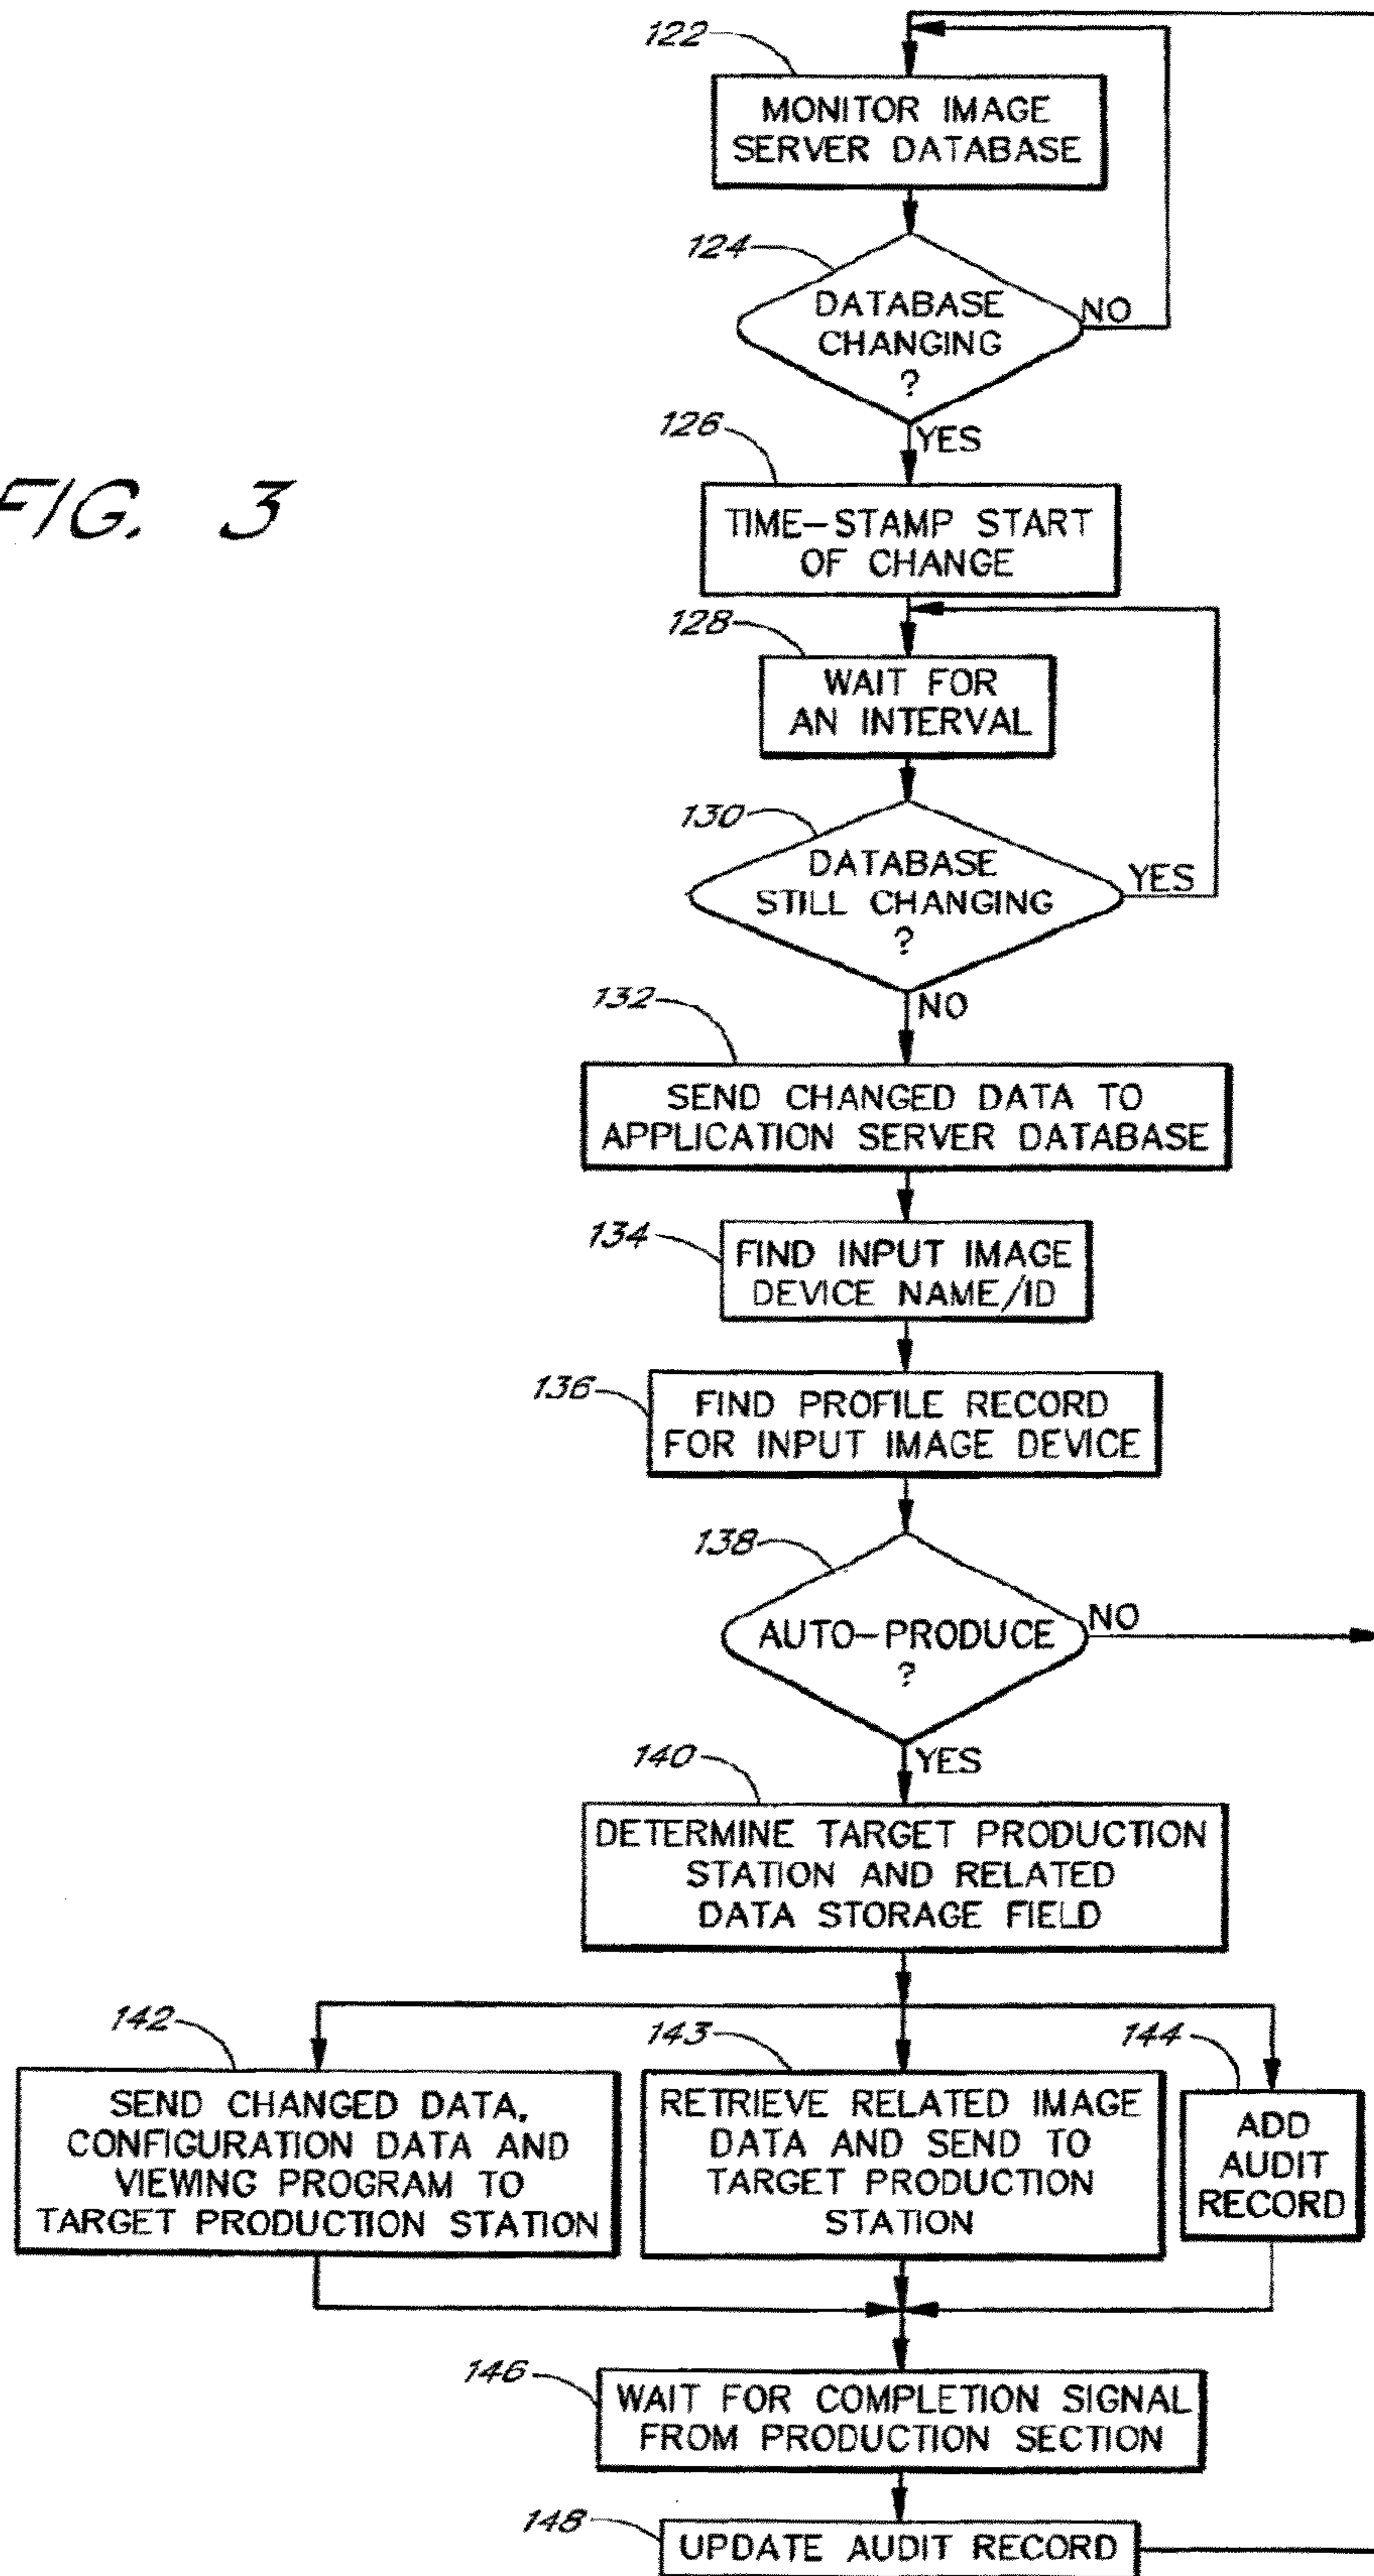 122
MONITOR IMAGE
SERVER DATABASE
124
DATABASE
CHANGING
?
NO
YES
126
FIG. 3
TIME-STAMP START
OF CHANGE
128
WAIT FOR
AN INTERVAL
130
DATABASE
STILL CHANGING
?
YES
NO
132
SEND CHANGED DATA TO
APPLICATION SERVER DATABASE
134
FIND INPUT IMAGE
DEVICE NAME/ID
136
FIND PROFILE RECORD
FOR INPUT IMAGE DEVICE
138
AUTO-PRODUCE
?
NO
YES
140
DETERMINE TARGET PRODUCTION
STATION AND RELATED
DATA STORAGE FIELD
142
SEND CHANGED DATA,
CONFIGURATION DATA AND
VIEWING PROGRAM TO
TARGET PRODUCTION STATION
143
RETRIEVE RELATED IMAGE
DATA AND SEND TO
TARGET PRODUCTION
STATION
144
ADD
AUDIT
RECORD
146
WAIT FOR COMPLETION SIGNAL
FROM PRODUCTION SECTION
148
UPDATE AUDIT RECORD